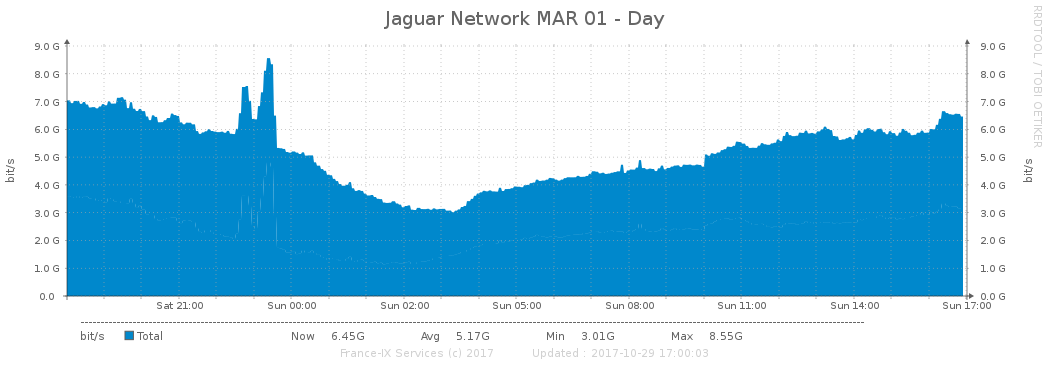 Jaguar Network MAR 01 - Day
RRDTOOL / TOBI OETIKER
bit/s
9.0 G 9.0 G
8.0 G 8.0 G
7.0 G 7.0 G
6.0 G 6.0 G
5.0 G 5.0 G
4.0 G 4.0 G
3.0 G 3.0 G
2.0 G 2.0 G
1.0 G 1.0 G
0.0 0.0 G
bit/s
Sat 21:00 Sun 00:00 Sun 02:00 Sun 05:00 Sun 08:00 Sun 11:00 Sun 14:00 Sun 17:00
bit/s Total Now 6.45G Avg 5.17G Min 3.01G Max 8.55G
France-IX Services (c) 2017 Updated : 2017-10-29 17:00:03